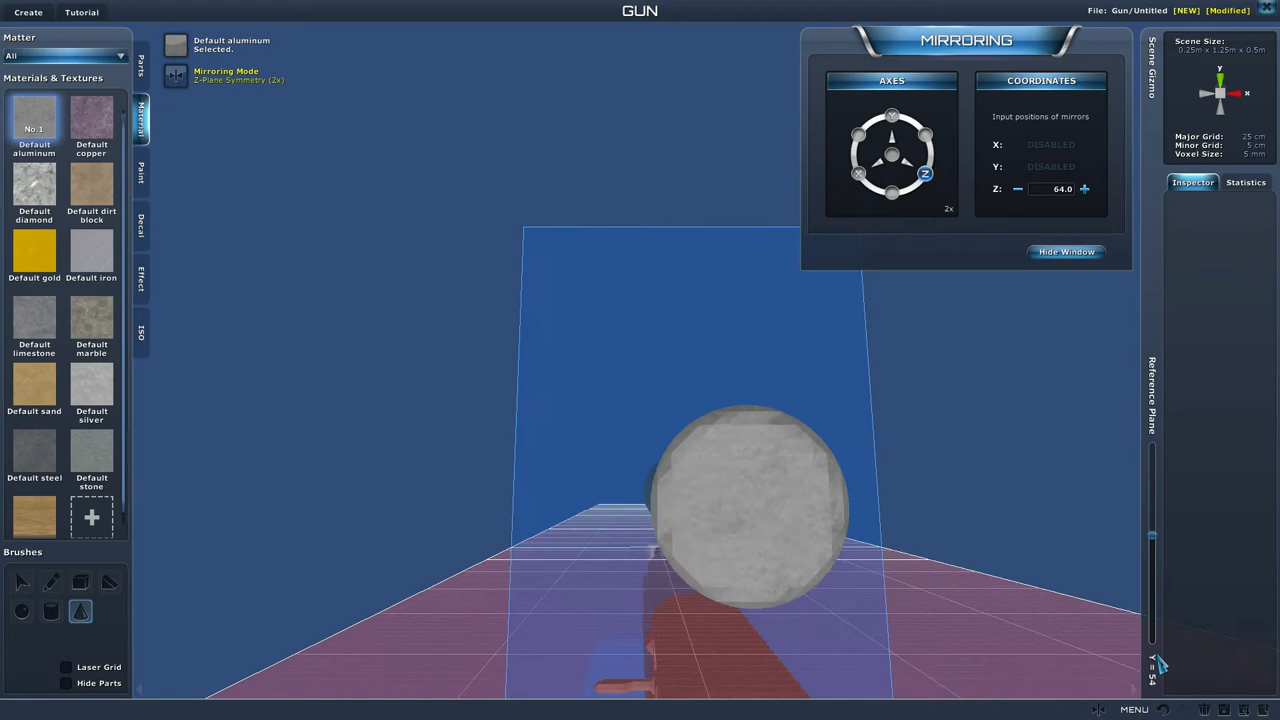 Create
Tutorial
GUN
File: Gun/Untitled [NEW] [Modified]
Matter
All
Materials & Textures
No.1
Default aluminum
Default copper
Default diamond
Default dirt block
Default gold
Default iron
Default limestone
Default marble
Default sand
Default silver
Default steel
Default stone
Brushes
Laser Grid
Hide Parts
Parts
Material
Paint
Decal
Effect
ISO
Default aluminum
Selected.
Mirroring Mode
Z-Plane Symmetry (2x)
MIRRORING
AXES
Y
X
Z
2x
COORDINATES
Input positions of mirrors
X: DISABLED
Y: DISABLED
Z: 64.0
Hide Window
Scene Gizmo
Scene Size:
0.25m x 1.25m x 0.5m
y
x
Major Grid: 25 cm
Minor Grid: 5 cm
Voxel Size: 5 mm
Inspector
Statistics
Reference Plane
Y = 54
MENU